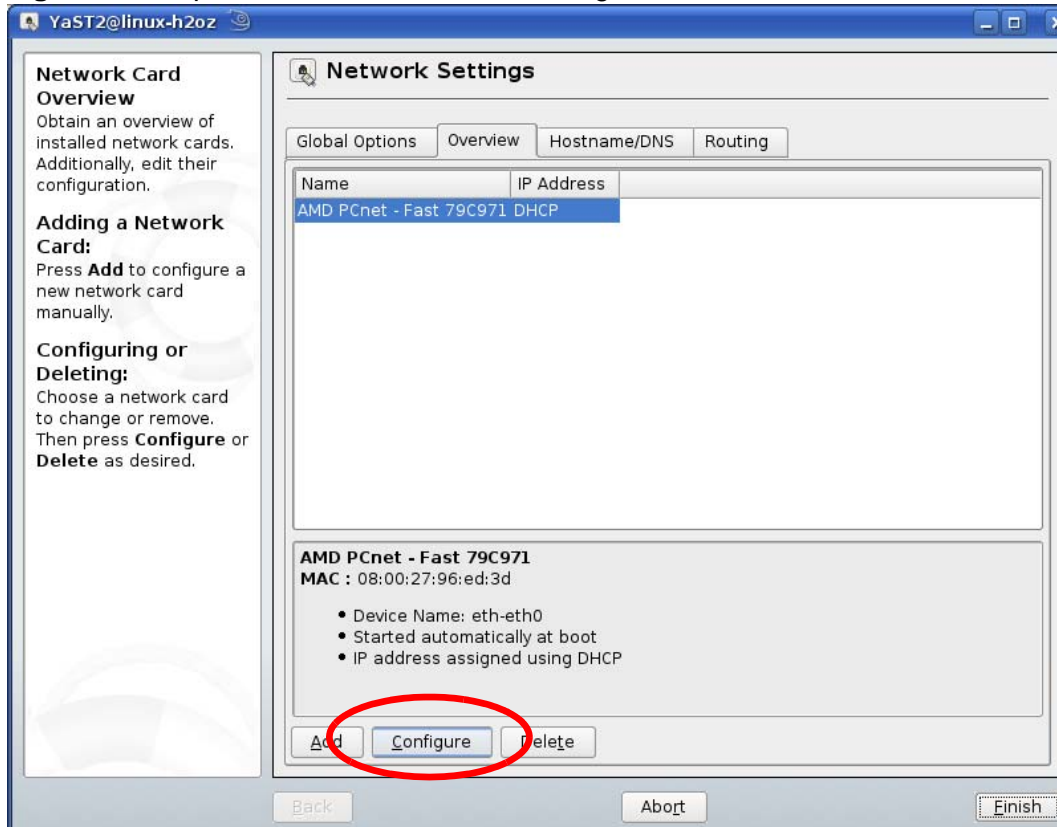 YaST2@linux-h2oz
Network Card
Overview
Obtain an overview of
installed network cards.
Additionally, edit their
configuration.
Adding a Network
Card:
Press Add to configure a
new network card
manually.
Configuring or
Deleting:
Choose a network card
to change or remove.
Then press Configure or
Delete as desired.
Network Settings
Global Options Overview Hostname/DNS Routing
Name IP Address
AMD PCnet - Fast 79C971 DHCP
AMD PCnet - Fast 79C971
MAC : 08:00:27:96:ed:3d
• Device Name: eth-eth0
• Started automatically at boot
• IP address assigned using DHCP
Add Configure Delete
Back Abort Finish